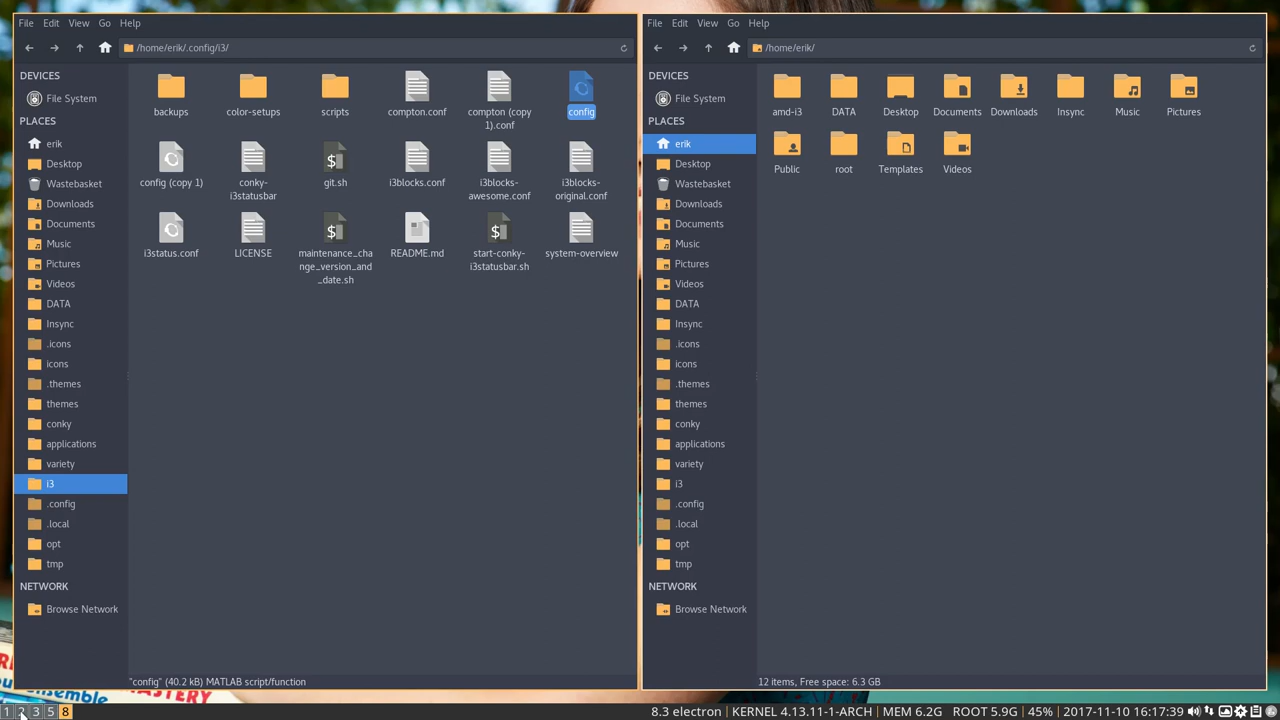 File Edit View Go Help
/home/erik/.config/i3/
DEVICES
File System
PLACES
erik
Desktop
Wastebasket
Downloads
Documents
Music
Pictures
Videos
DATA
Insync
.icons
icons
.themes
themes
conky
applications
variety
i3
.config
.local
opt
tmp
NETWORK
Browse Network
backups color-setups scripts compton.conf compton (copy 1).conf config
config (copy 1) conky-i3statusbar git.sh i3blocks.conf i3blocks-awesome.conf i3blocks-original.conf
i3status.conf LICENSE maintenance_change_version_and_date.sh README.md start-conky-i3statusbar.sh system-overview
"config" (40.2 kB) MATLAB script/function
File Edit View Go Help
/home/erik/
DEVICES
File System
PLACES
erik
Desktop
Wastebasket
Downloads
Documents
Music
Pictures
Videos
DATA
Insync
.icons
icons
.themes
themes
conky
applications
variety
i3
.config
.local
opt
tmp
NETWORK
Browse Network
amd-i3 DATA Desktop Documents Downloads Insync Music Pictures
Public root Templates Videos
12 items, Free space: 6.3 GB
ensemble
MASTERY
1 2 3 5 8
8.3 electron | KERNEL 4.13.11-1-ARCH | MEM 6.2G | ROOT 5.9G | 45% | 2017-11-10 16:17:39